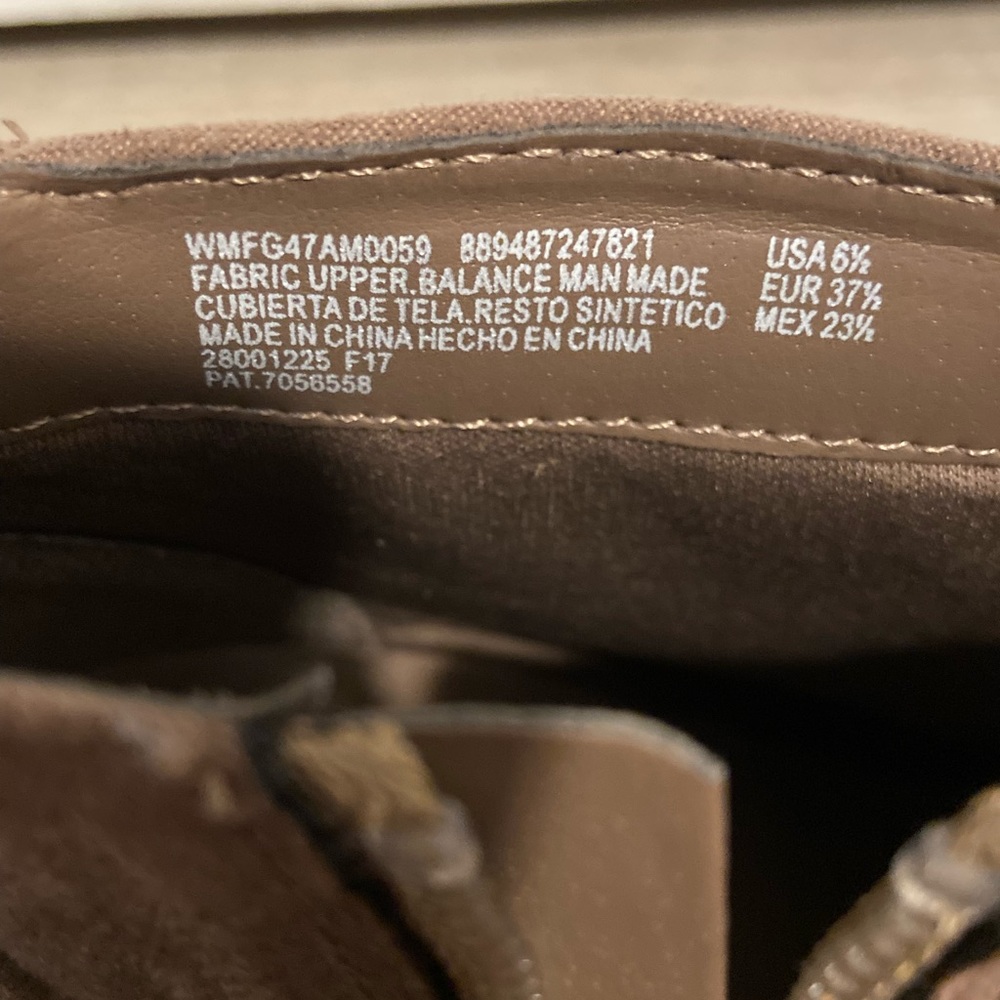 WMFG47AM0059 889487247621
FABRIC UPPER.BALANCE MAN MADE
CUBIERTA DE TELA.RESTO SINTETICO
MADE IN CHINA HECHO EN CHINA
28001225 F17
PAT.7056558
USA 6½
EUR 37½
MEX 23½